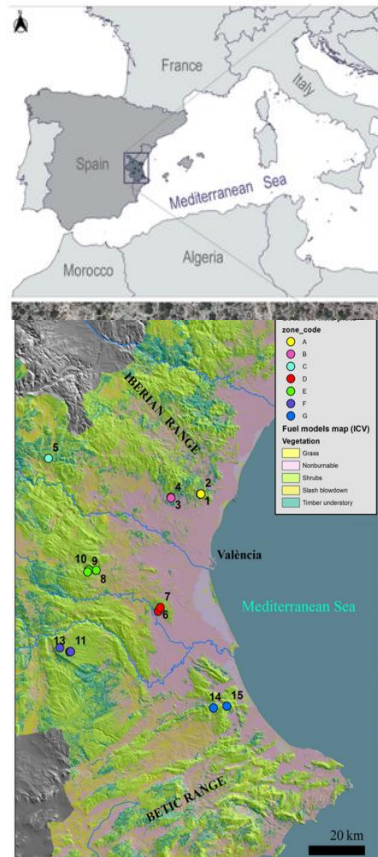 N
France
Italy
Spain
Mediterranean Sea
Morocco
Algeria
zone_code
A
B
C
D
E
F
G
Fuel models map (ICV)
Vegetation
Grass
Nonburnable
Shrubs
Slash blowdown
Timber understory
IBERIAN RANGE
5
2
4
1
3
València
10
9
8
7
6
Mediterranean Sea
13
11
14
15
BETIC RANGE
20 km